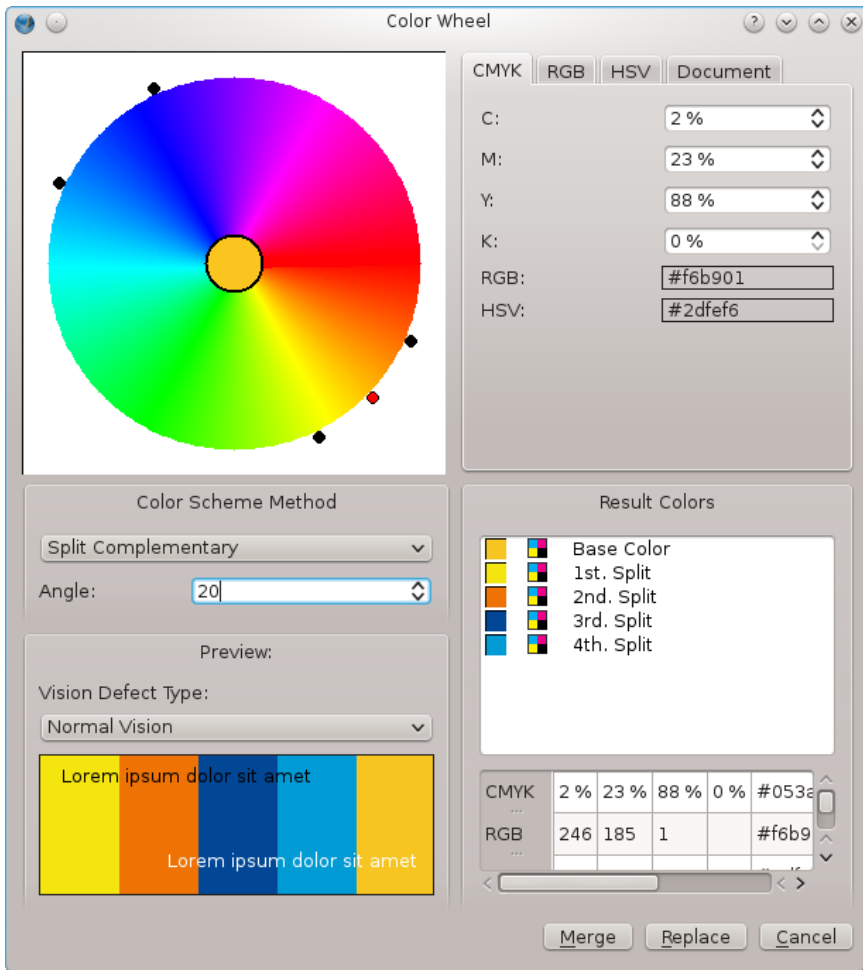 Color Wheel
CMYK RGB HSV Document
C: 2 %
M: 23 %
Y: 88 %
K: 0 %
RGB: #f6b901
HSV: #2dfef6
Color Scheme Method
Split Complementary
Angle: 20
Preview:
Vision Defect Type:
Normal Vision
Lorem ipsum dolor sit amet
Lorem ipsum dolor sit amet
Result Colors
Base Color
1st. Split
2nd. Split
3rd. Split
4th. Split
CMYK ... 2 % 23 % 88 % 0 % #053a
RGB ... 246 185 1 #f6b9
Merge Replace Cancel